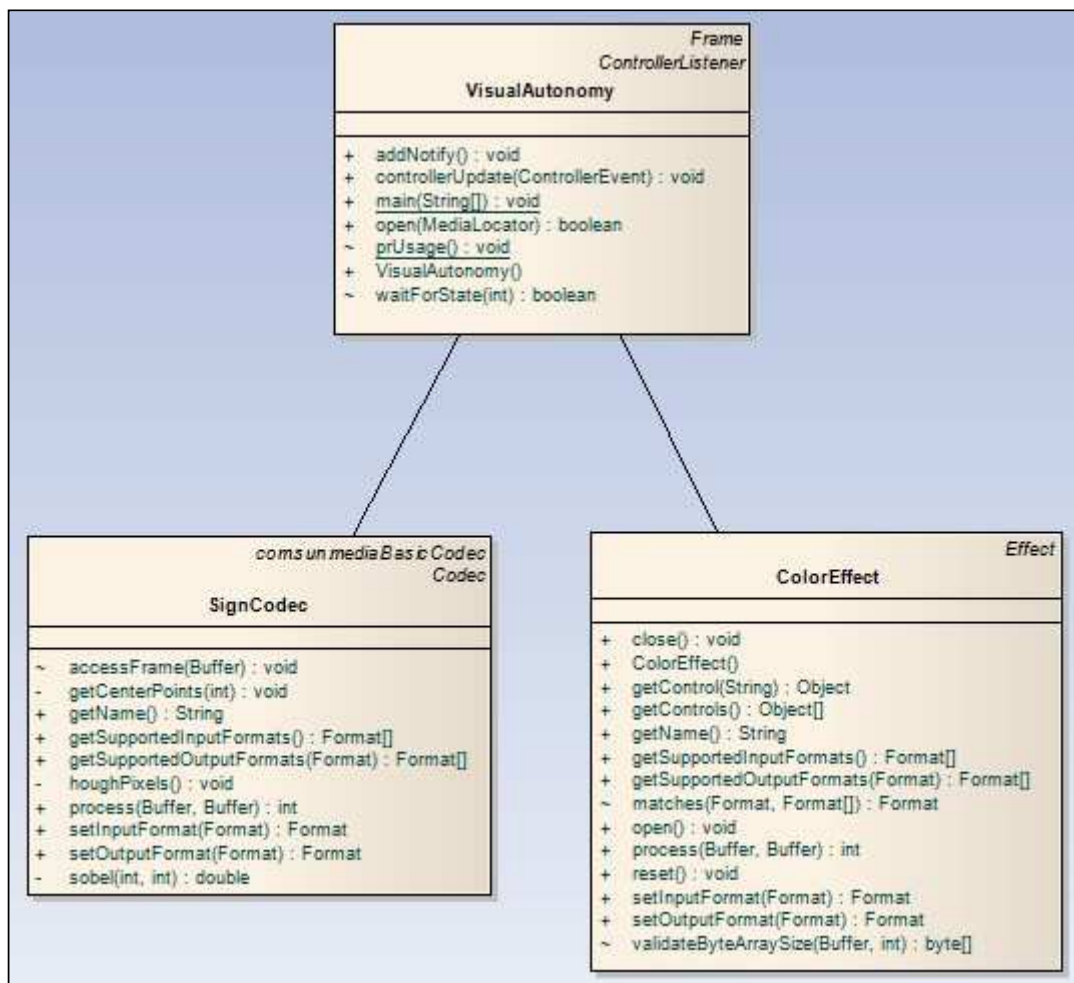 Frame
ControllerListener
VisualAutonomy
+ addNotify() : void
+ controllerUpdate(ControllerEvent) : void
+ main(String[]) : void
+ open(MediaLocator) : boolean
~ prUsage() : void
+ VisualAutonomy()
~ waitForState(int) : boolean
com.sun.media.BasicCodec
Codec
SignCodec
~ accessFrame(Buffer) : void
- getCenterPoints(int) : void
+ getName() : String
+ getSupportedInputFormats() : Format[]
+ getSupportedOutputFormats(Format) : Format[]
- houghPixels() : void
+ process(Buffer, Buffer) : int
+ setInputFormat(Format) : Format
+ setOutputFormat(Format) : Format
- sobel(int, int) : double
Effect
ColorEffect
+ close() : void
+ ColorEffect()
+ getControl(String) : Object
+ getControls() : Object[]
+ getName() : String
+ getSupportedInputFormats() : Format[]
+ getSupportedOutputFormats(Format) : Format[]
~ matches(Format, Format[]) : Format
+ open() : void
+ process(Buffer, Buffer) : int
+ reset() : void
+ setInputFormat(Format) : Format
+ setOutputFormat(Format) : Format
~ validateByteArraySize(Buffer, int) : byte[]